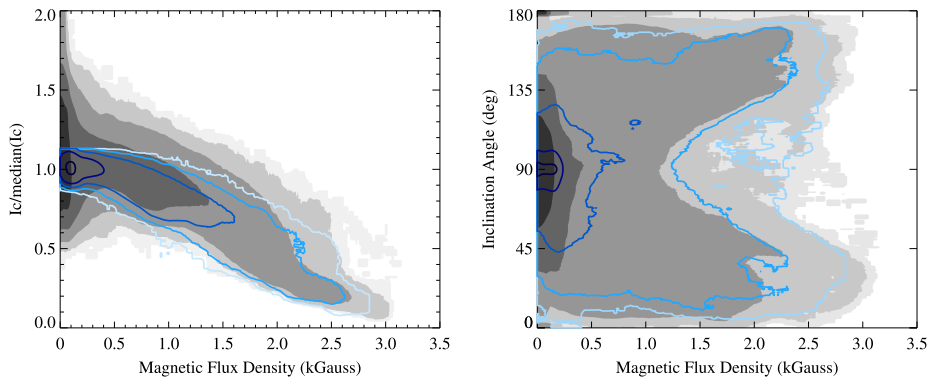 2.0
1.5
1.0
0.5
0.0
Ic/median(Ic)
0 0.5 1.0 1.5 2.0 2.5 3.0 3.5
Magnetic Flux Density (kGauss)
180
135
90
45
0
Inclination Angle (deg)
0 0.5 1.0 1.5 2.0 2.5 3.0 3.5
Magnetic Flux Density (kGauss)